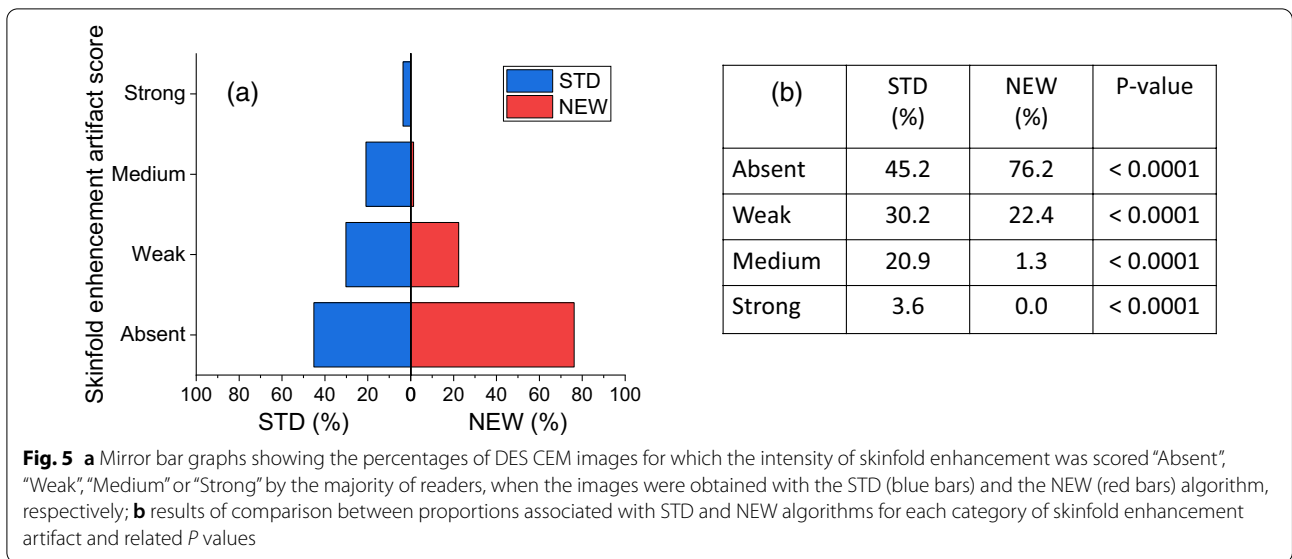 Skinfold enhencement artifact score
(a)
STD
NEW
Strong
Medium
Weak
Absent
100 80 60 40 20 0 20 40 60 80 100
STD (%) NEW (%)
(b) STD (%) NEW (%) P-value
Absent 45.2 76.2 < 0.0001
Weak 30.2 22.4 < 0.0001
Medium 20.9 1.3 < 0.0001
Strong 3.6 0.0 < 0.0001
Fig. 5 a Mirror bar graphs showing the percentages of DES CEM images for which the intensity of skinfold enhancement was scored “Absent”,
“Weak”, “Medium” or “Strong” by the majority of readers, when the images were obtained with the STD (blue bars) and the NEW (red bars) algorithm,
respectively; b results of comparison between proportions associated with STD and NEW algorithms for each category of skinfold enhancement
artifact and related P values